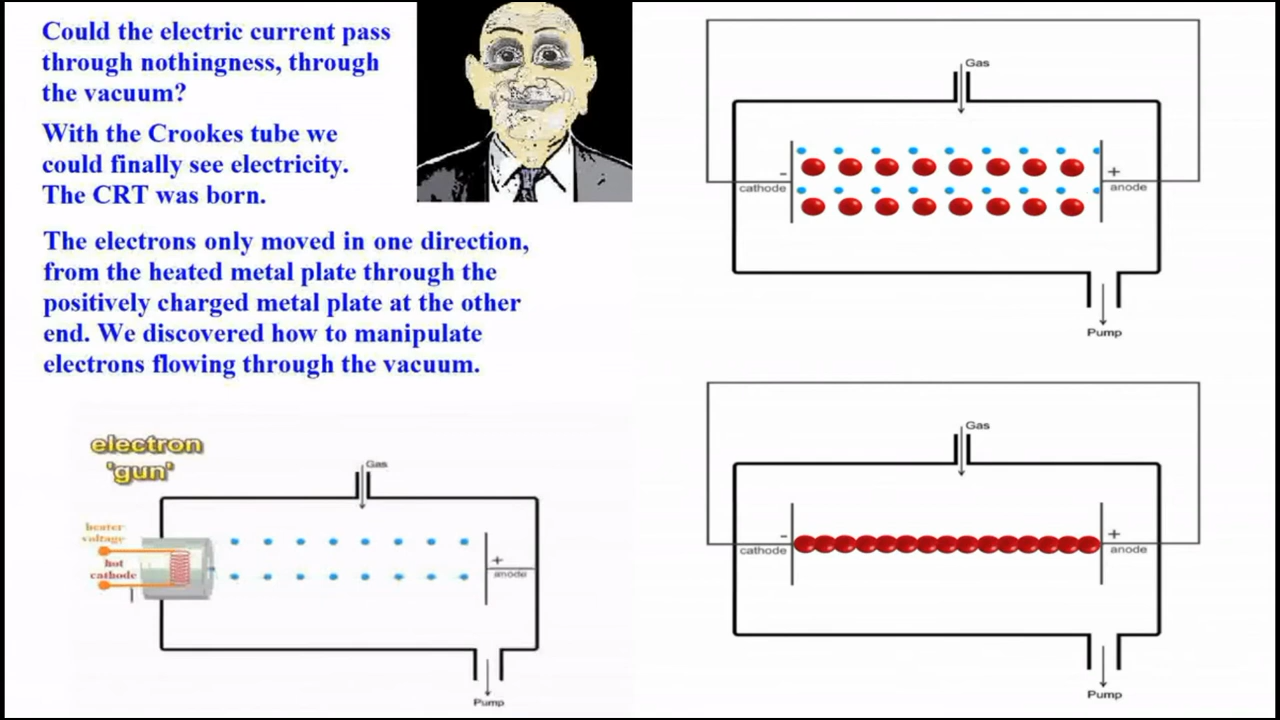 Could the electric current pass
through nothingness, through
the vacuum?
With the Crookes tube we
could finally see electricity.
The CRT was born.
The electrons only moved in one direction,
from the heated metal plate through the
positively charged metal plate at the other
end. We discovered how to manipulate
electrons flowing through the vacuum.
electron
'gun'
Gas
heater
voltage
hot
cathode
+
anode
Pump
Gas
-
cathode
+
anode
Pump
Gas
-
cathode
+
anode
Pump